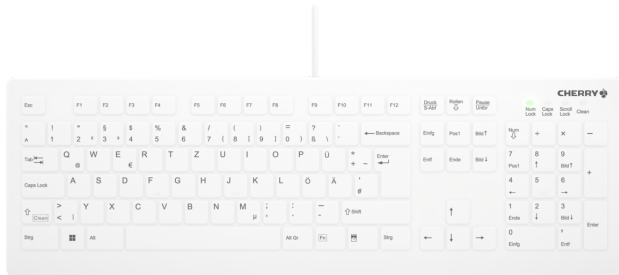 CHERRY
Esc F1 F2 F3 F4 F5 F6 F7 F8 F9 F10 F11 F12 Druck S-Abf Rollen Pause Untbr Num Lock Caps Lock Scroll Lock Clean
° ! " § $ % & / ( ) = ? `
^ 1 2 ² 3 ³ 4 5 6 7 { 8 [ 9 ] 0 } ß \ ´ Backspace Einfg Pos1 Bild↑ Num ÷ × −
Tab Q W E R T Z U I O P Ü * Enter Entf Ende Bild↓ 7 8 9
@ € + ~ Pos1 ↑ Bild↑ +
Caps Lock A S D F G H J K L Ö Ä ' 4 5 6
# ← →
⇧ > Y X C V B N M ; : _ ⇧ Shift ↑ 1 2 3
Clean < | µ , . - Ende ↓ Bild↓ Enter
Strg Alt Alt Gr Fn Strg ← ↓ → 0 ,
Einfg Entf